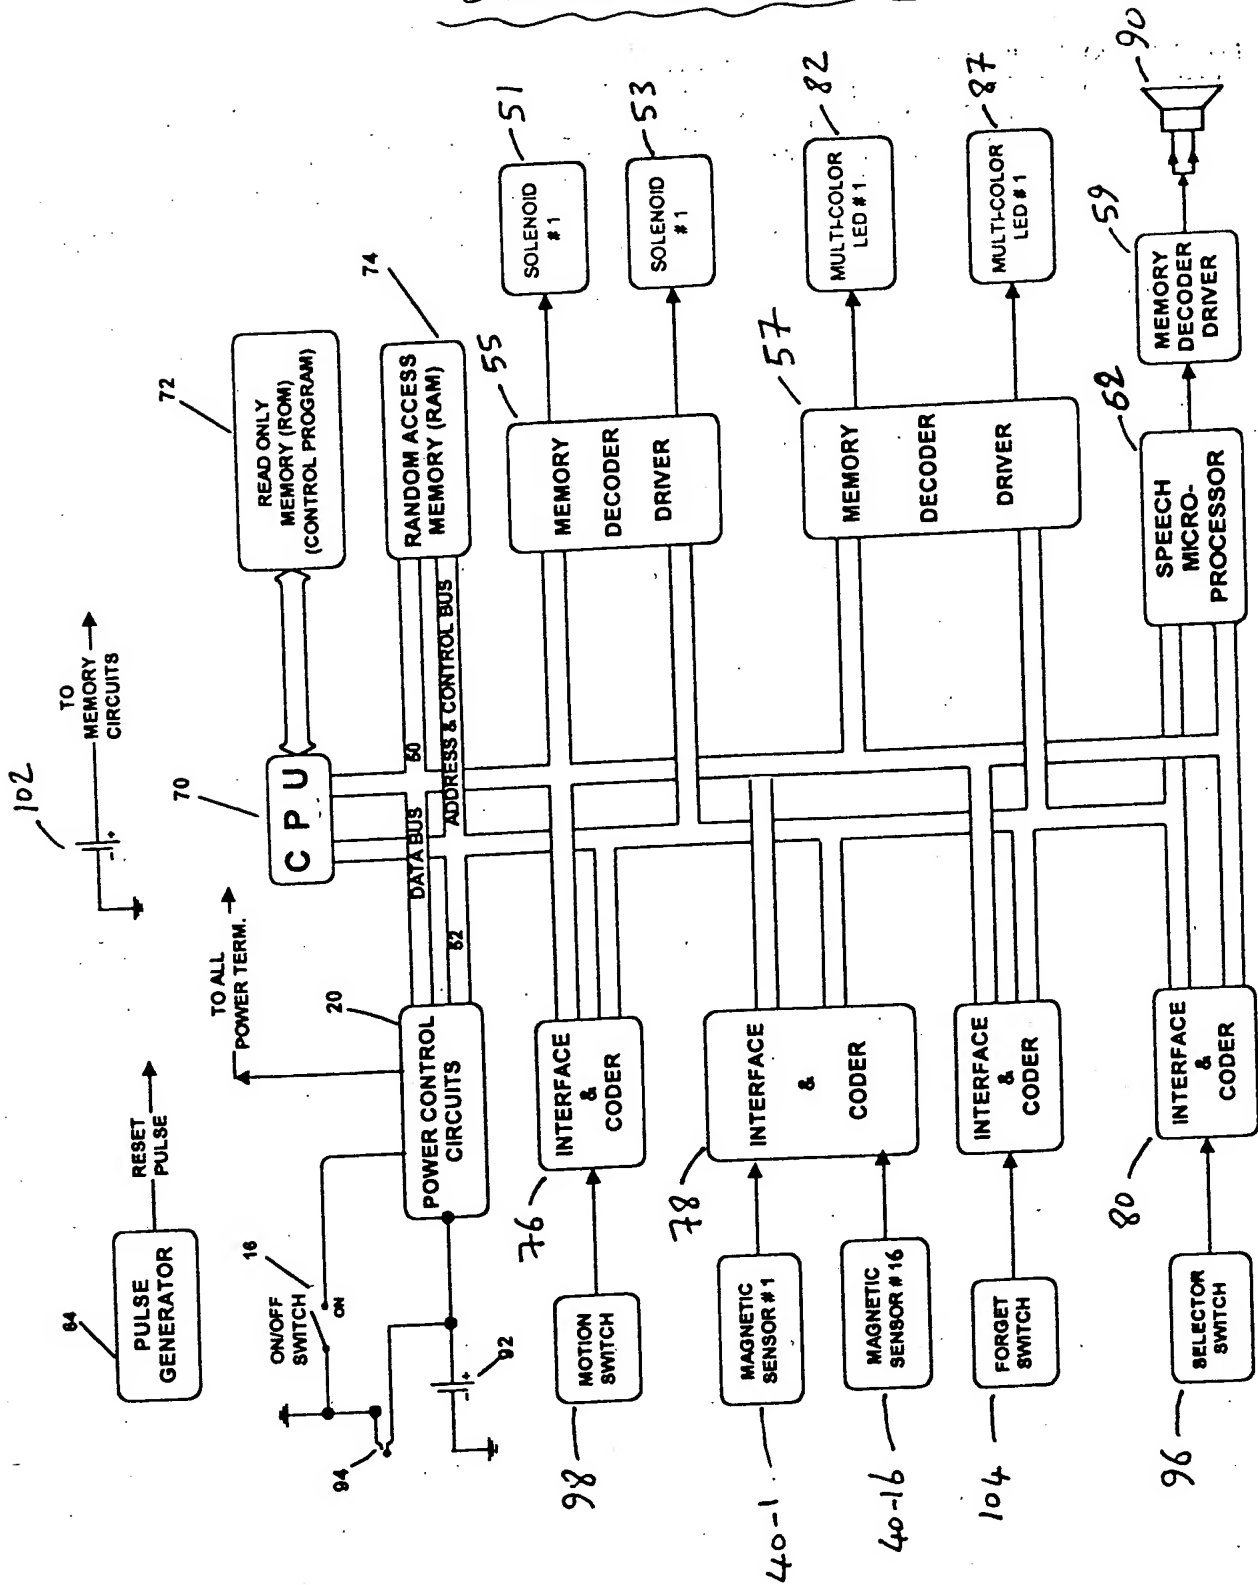 102
TO
MEMORY
CIRCUITS
84
PULSE
GENERATOR
RESET
PULSE
TO ALL
POWER TERM.
70
C P U
72
READ ONLY
MEMORY (ROM)
(CONTROL PROGRAM)
16
ON/OFF
SWITCH
ON
94
92
20
POWER CONTROL
CIRCUITS
DATA BUS
50
52
ADDRESS & CONTROL BUS
74
RANDOM ACCESS
MEMORY (RAM)
98
MOTION
SWITCH
76
INTERFACE
&
CODER
55
MEMORY
DECODER
DRIVER
51
SOLENOID
# 1
53
SOLENOID
# 1
40-1
MAGNETIC
SENSOR # 1
40-16
MAGNETIC
SENSOR # 16
78
INTERFACE
&
CODER
57
MEMORY
DECODER
DRIVER
82
MULTI-COLOR
LED # 1
87
MULTI-COLOR
LED # 1
104
FORGET
SWITCH
INTERFACE
&
CODER
96
SELECTOR
SWITCH
80
INTERFACE
&
CODER
62
SPEECH
MICRO-
PROCESSOR
59
MEMORY
DECODER
DRIVER
90